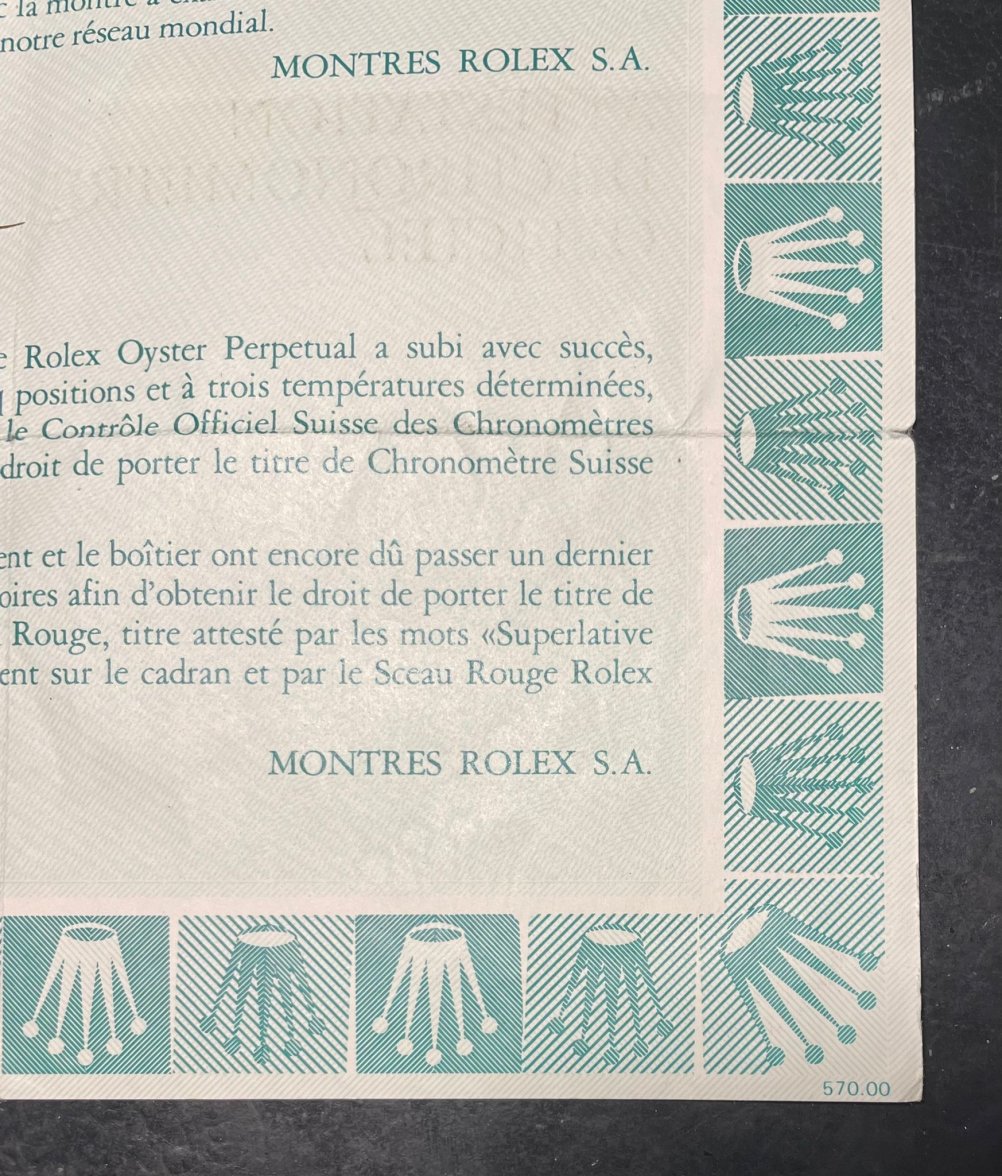 la montre à
notre réseau mondial.
MONTRES ROLEX S.A.
Rolex Oyster Perpetual a subi avec succès,
positions et à trois températures déterminées,
le Contrôle Officiel Suisse des Chronomètres
droit de porter le titre de Chronomètre Suisse
ent et le boîtier ont encore dû passer un dernier
oires afin d'obtenir le droit de porter le titre de
Rouge, titre attesté par les mots «Superlative
ent sur le cadran et par le Sceau Rouge Rolex
MONTRES ROLEX S.A.
570.00